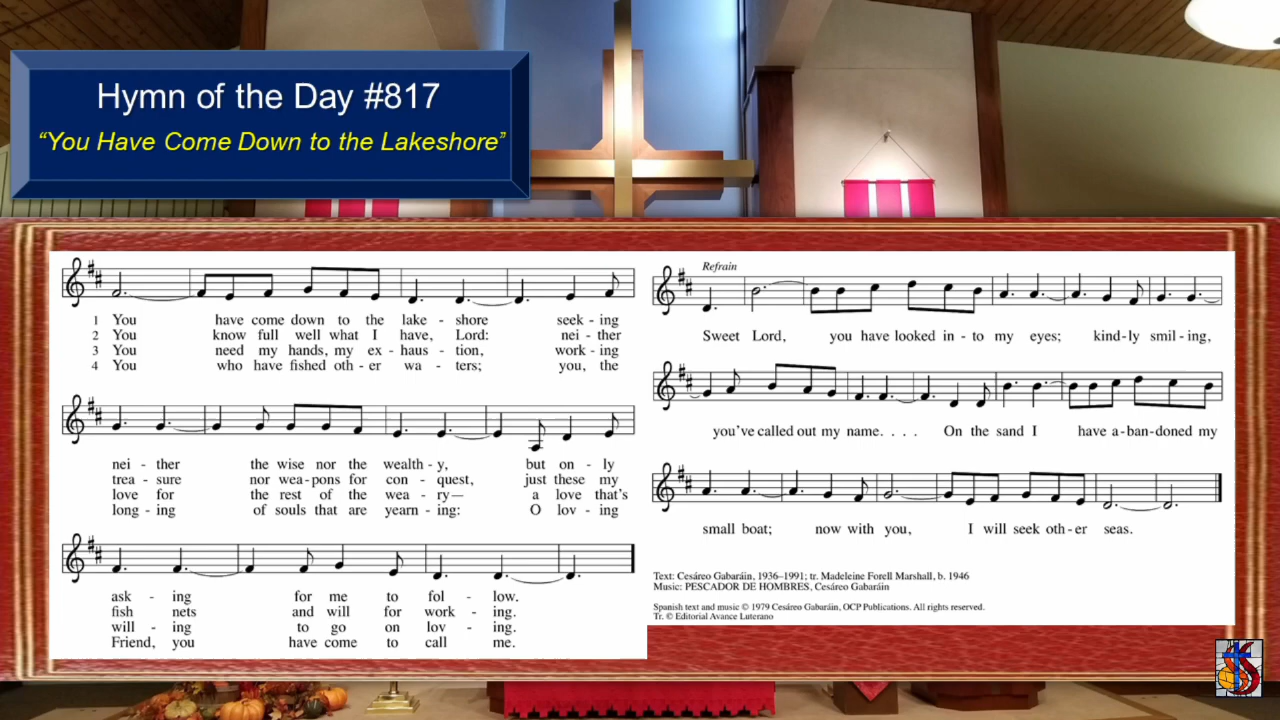 Hymn of the Day #817
“You Have Come Down to the Lakeshore”
1 You have come down to the lake - shore seek - ing
2 You know full well what I have, Lord: nei - ther
3 You need my hands, my ex - haus - tion, work - ing
4 You who have fished oth - er wa - ters; you, the
nei - ther the wise nor the wealth - y, but on - ly
trea - sure nor wea - pons for con - quest, just these my
love for the rest of the wea - ry— a love that's
long - ing of souls that are yearn - ing: O lov - ing
ask - ing for me to fol - low.
fish nets and will for work - ing.
will - ing to go on lov - ing.
Friend, you have come to call me.
Refrain
Sweet Lord, you have looked in - to my eyes; kind - ly smil - ing,
you've called out my name. . . . On the sand I have a - ban - doned my
small boat; now with you, I will seek oth - er seas.
Text: Cesáreo Gabaráin, 1936–1991; tr. Madeleine Forell Marshall, b. 1946
Music: PESCADOR DE HOMBRES, Cesáreo Gabaráin
Spanish text and music © 1979 Cesáreo Gabaráin, OCP Publications. All rights reserved.
Tr. © Editorial Avance Luterano